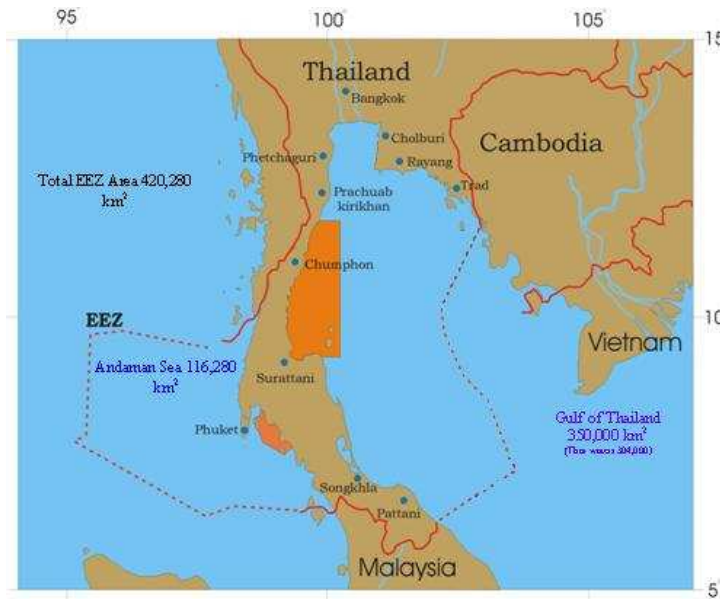 95°
100°
105°
15
Thailand
Bangkok
Cholburi
Cambodia
Phetchaguri
Rayang
Trad
Total EEZ Area 420,280
km²
Prachuab
kirikhan
Chumphon
10
EEZ
Vietnam
Andaman Sea 116,280
km²
Surattani
Gulf of Thailand
350,000 km²
Phuket
Songkhla
Pattani
Malaysia
5°